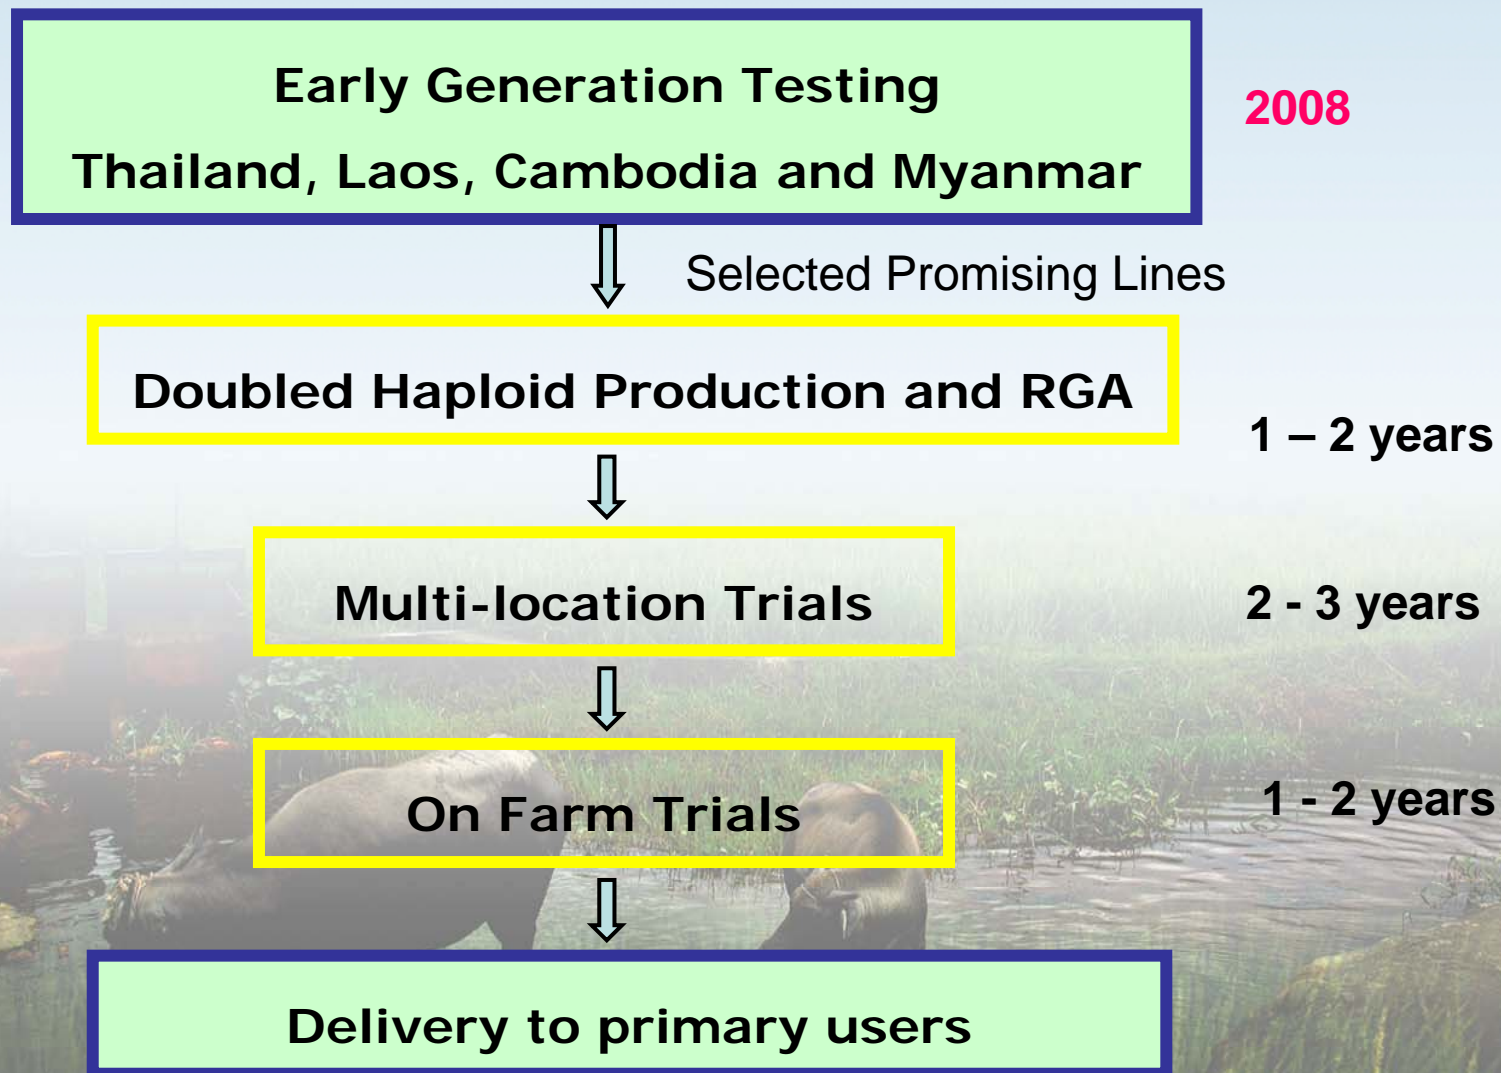 Early Generation Testing
2008
Thailand, Laos, Cambodia and Myanmar
Selected Promising Lines
Doubled Haploid Production and RGA
1 – 2 years
Multi-location Trials
2 - 3 years
On Farm Trials
1 - 2 years
Delivery to primary users